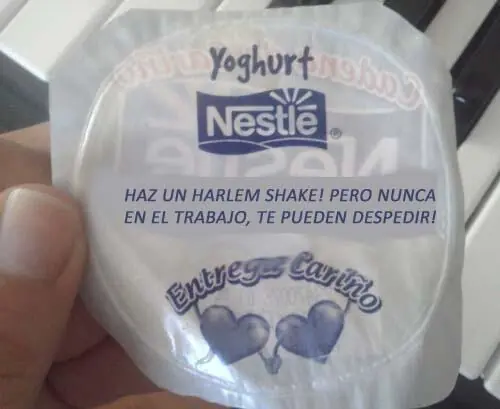 Yoghurt
Nestlé®
HAZ UN HARLEM SHAKE! PERO NUNCA
EN EL TRABAJO, TE PUEDEN DESPEDIR!
Entrega Cariño